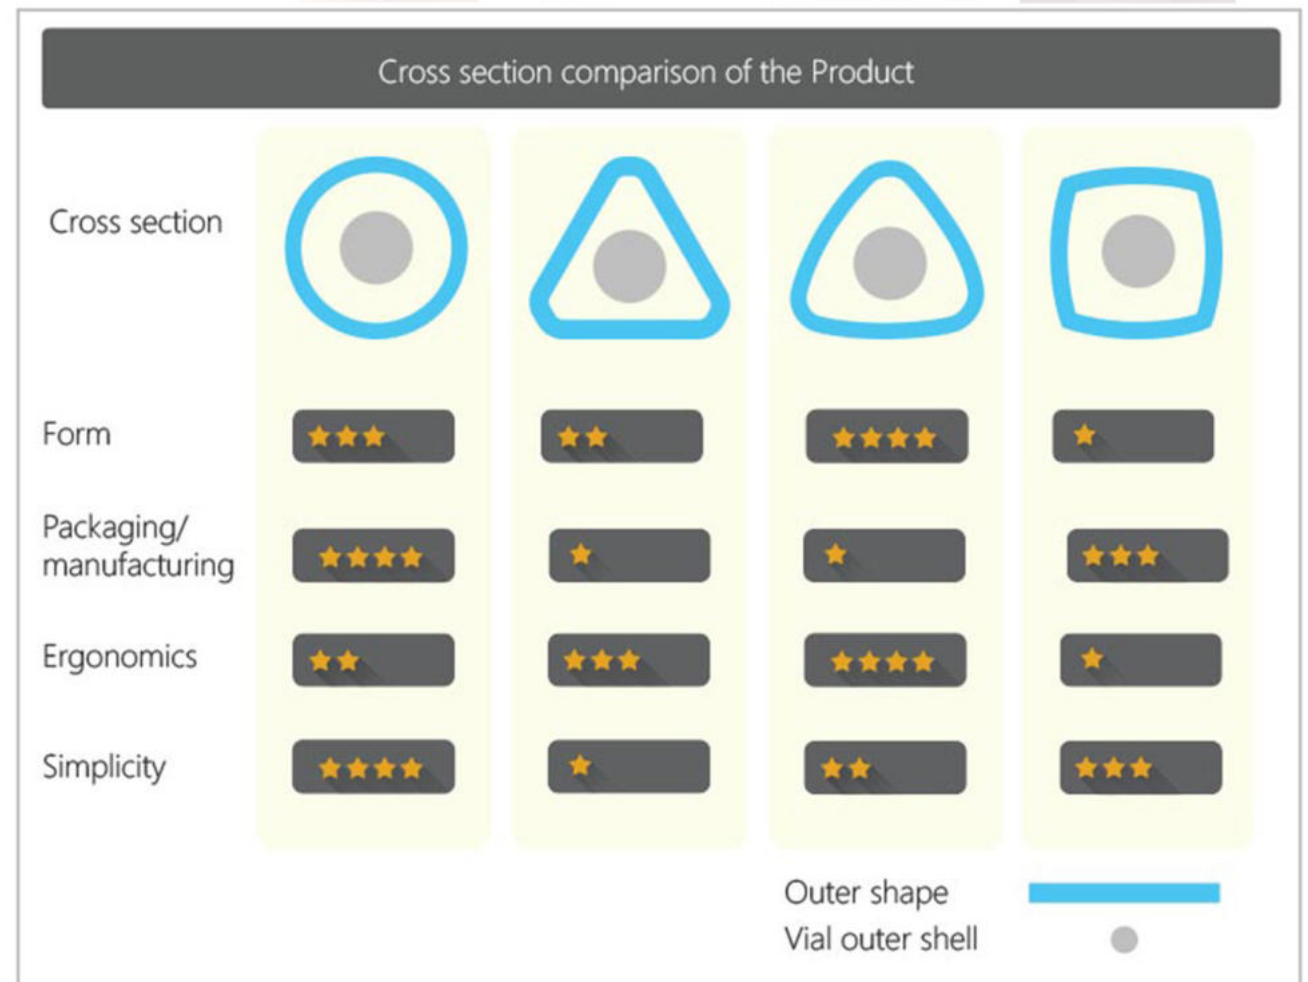 Cross section comparison of the Product
Cross section
Form
Packaging/
manufacturing
Ergonomics
Simplicity
Outer shape
Vial outer shell